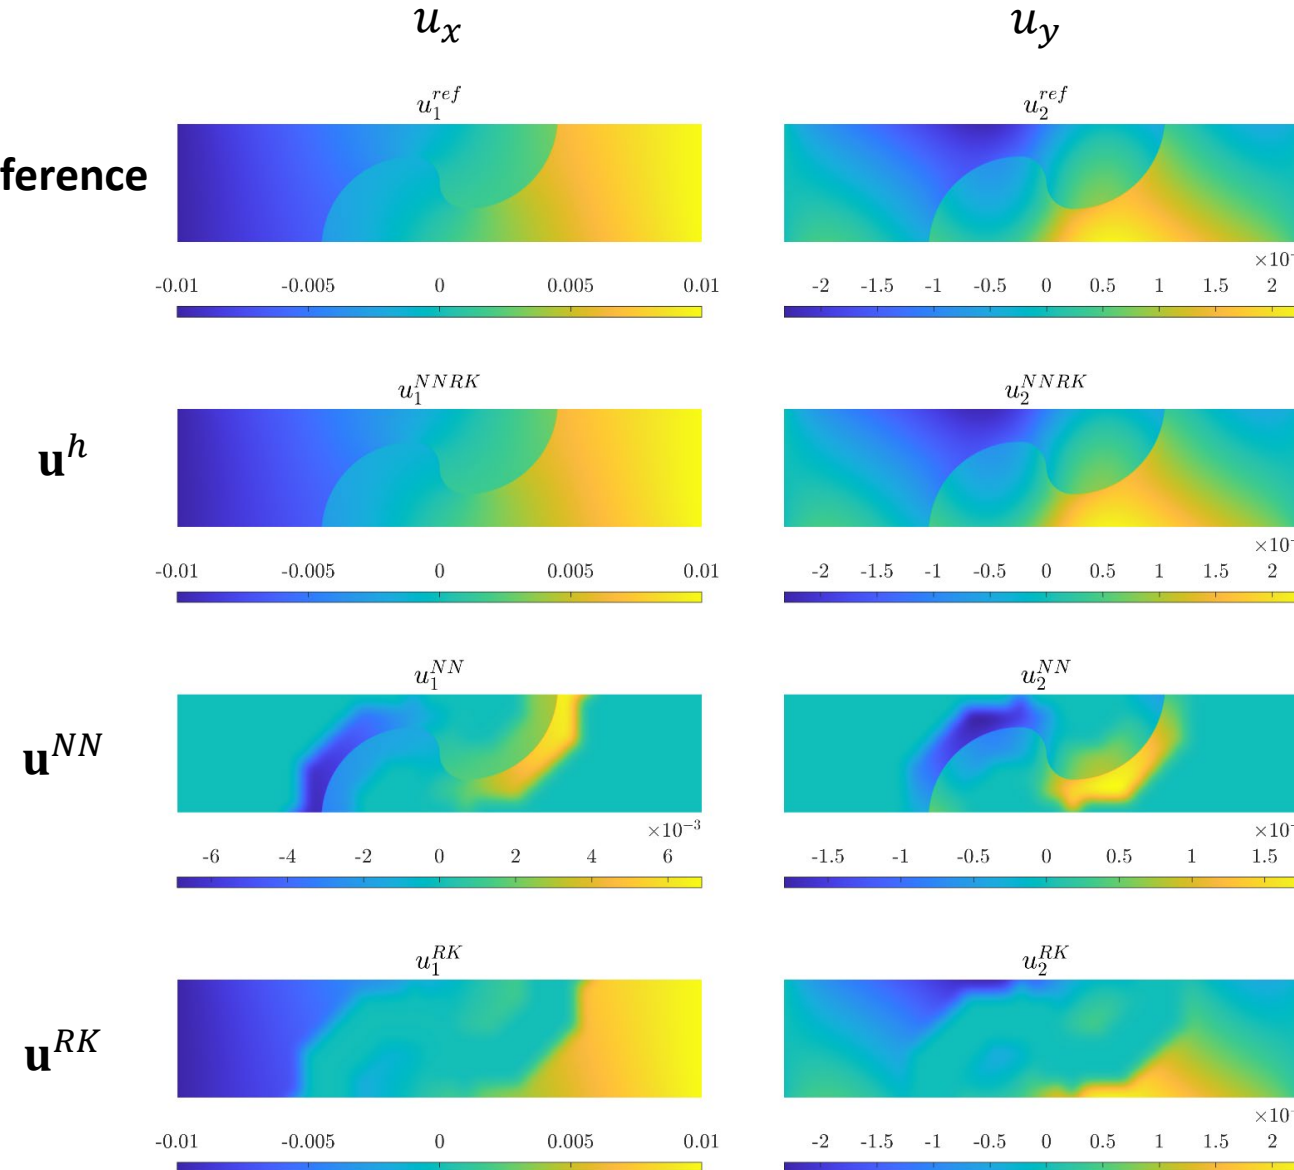 u_x u_y
u_1^{ref} u_2^{ref}
ference
×10^-
-0.01 -0.005 0 0.005 0.01 -2 -1.5 -1 -0.5 0 0.5 1 1.5 2
u_1^{NNRK} u_2^{NNRK}
u^h
×10^-
-0.01 -0.005 0 0.005 0.01 -2 -1.5 -1 -0.5 0 0.5 1 1.5 2
u_1^{NN} u_2^{NN}
u^{NN}
×10^{-3} ×10^-
-6 -4 -2 0 2 4 6 -1.5 -1 -0.5 0 0.5 1 1.5
u_1^{RK} u_2^{RK}
u^{RK}
×10^-
-0.01 -0.005 0 0.005 0.01 -2 -1.5 -1 -0.5 0 0.5 1 1.5 2